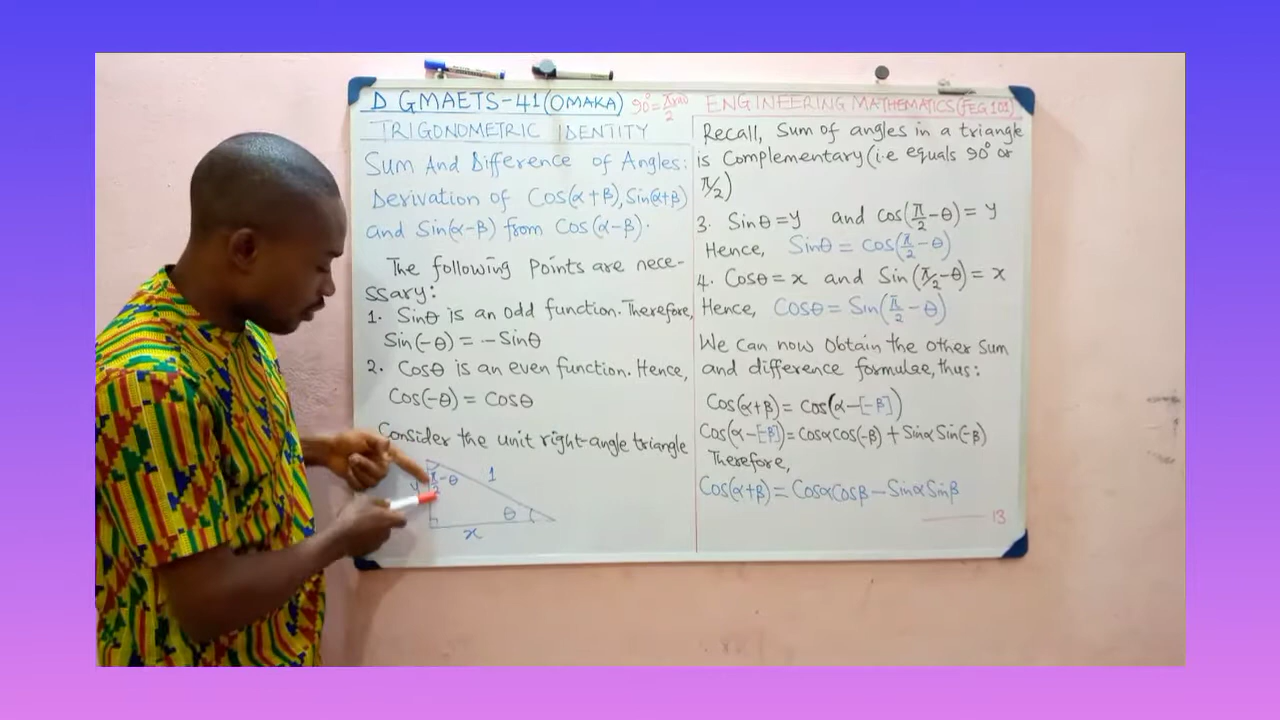 D GMAETS-41(OMAKA)
90°=π rad/2
TRIGONOMETRIC IDENTITY
Sum And Difference of Angles:
Derivation of Cos(α+β), Sin(α+β)
and Sin(α-β) from Cos(α-β).
The following Points are nece-
ssary:
1. Sinθ is an odd function. Therefore,
Sin(-θ) = -Sinθ
2. Cosθ is an even function. Hence,
Cos(-θ) = Cosθ
Consider the unit right-angle triangle
y π/2-θ 1
θ
x
ENGINEERING MATHEMATICS(FEG 101)
Recall, Sum of angles in a triangle
is Complementary(i.e equals 90° or
π/2)
3. Sinθ = y and cos(π/2-θ) = y
Hence, Sinθ = cos(π/2-θ)
4. Cosθ = x and Sin(π/2-θ) = x
Hence, Cosθ = Sin(π/2-θ)
We can now obtain the other sum
and difference formulae, thus:
Cos(α+β) = Cos(α-[-β])
Cos(α-[-β]) = CosαCos(-β) + SinαSin(-β)
Therefore,
Cos(α+β) = CosαCosβ - SinαSinβ
13